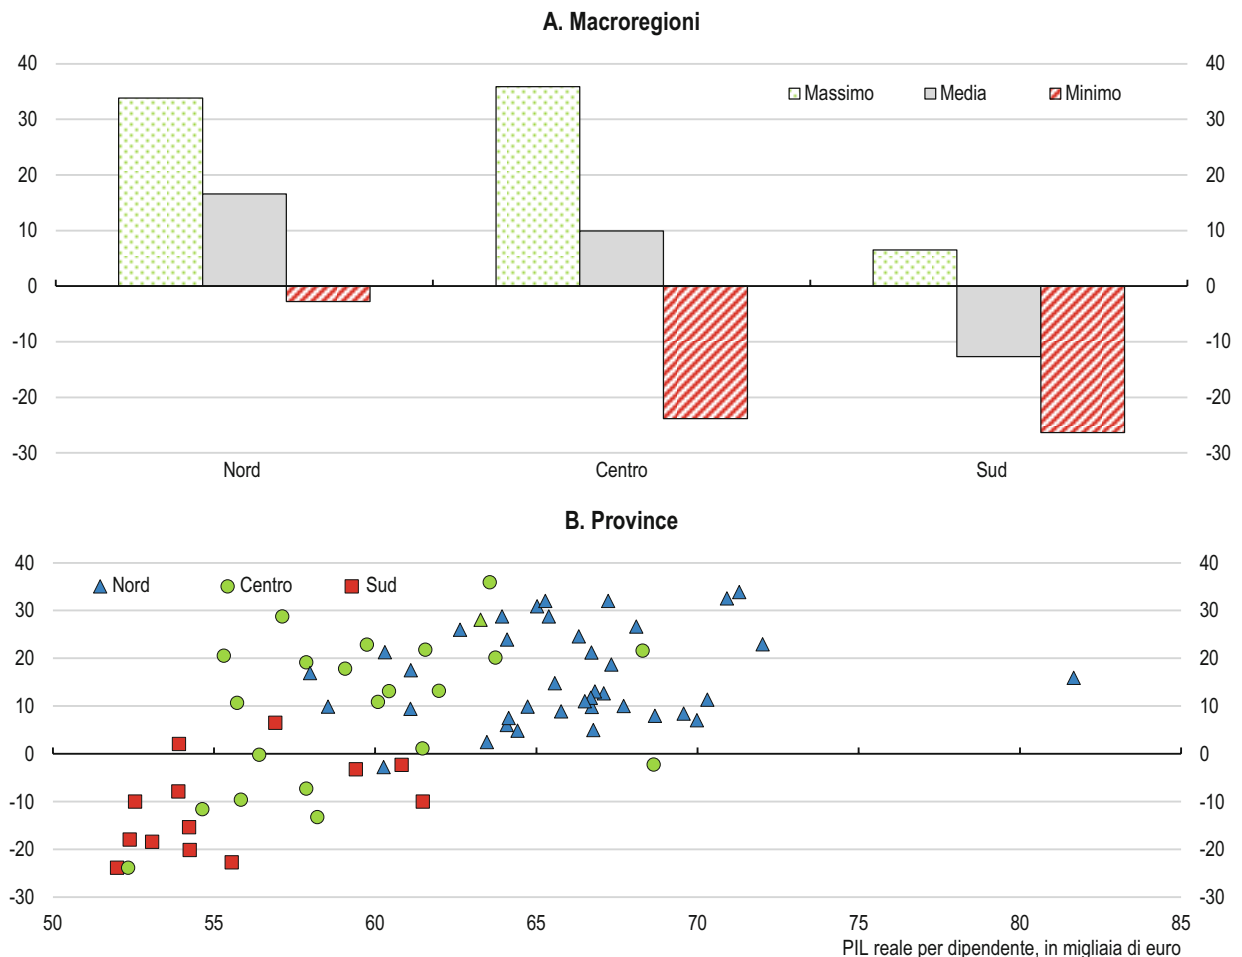 A. Macroregioni
40 40
Massimo Media Minimo
30 30
20 20
10 10
0 0
-10 -10
-20 -20
-30 -30
Nord Centro Sud
B. Province
40 40
Nord Centro Sud
30 30
20 20
10 10
0 0
-10 -10
-20 -20
-30 -30
50 55 60 65 70 75 80 85
PIL reale per dipendente, in migliaia di euro